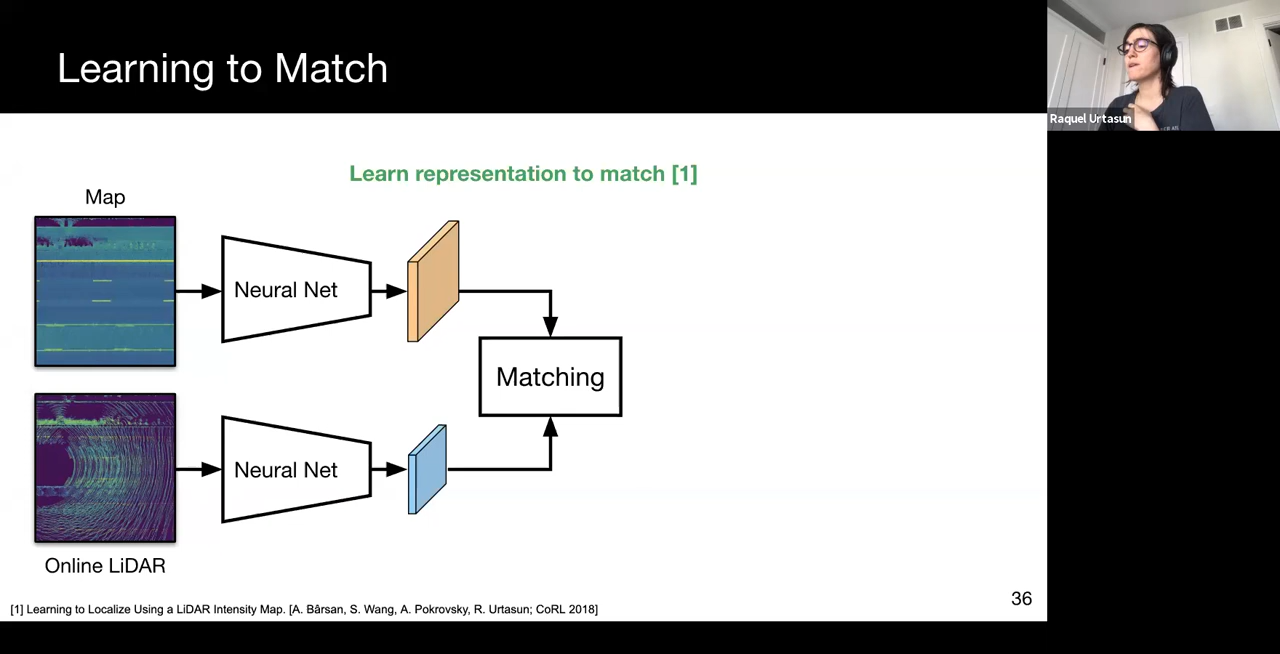 Learning to Match
Raquel Urtasun
Learn representation to match [1]
Map
Neural Net
Matching
Neural Net
Online LiDAR
[1] Learning to Localize Using a LiDAR Intensity Map. [A. Bârsan, S. Wang, A. Pokrovsky, R. Urtasun; CoRL 2018]
36